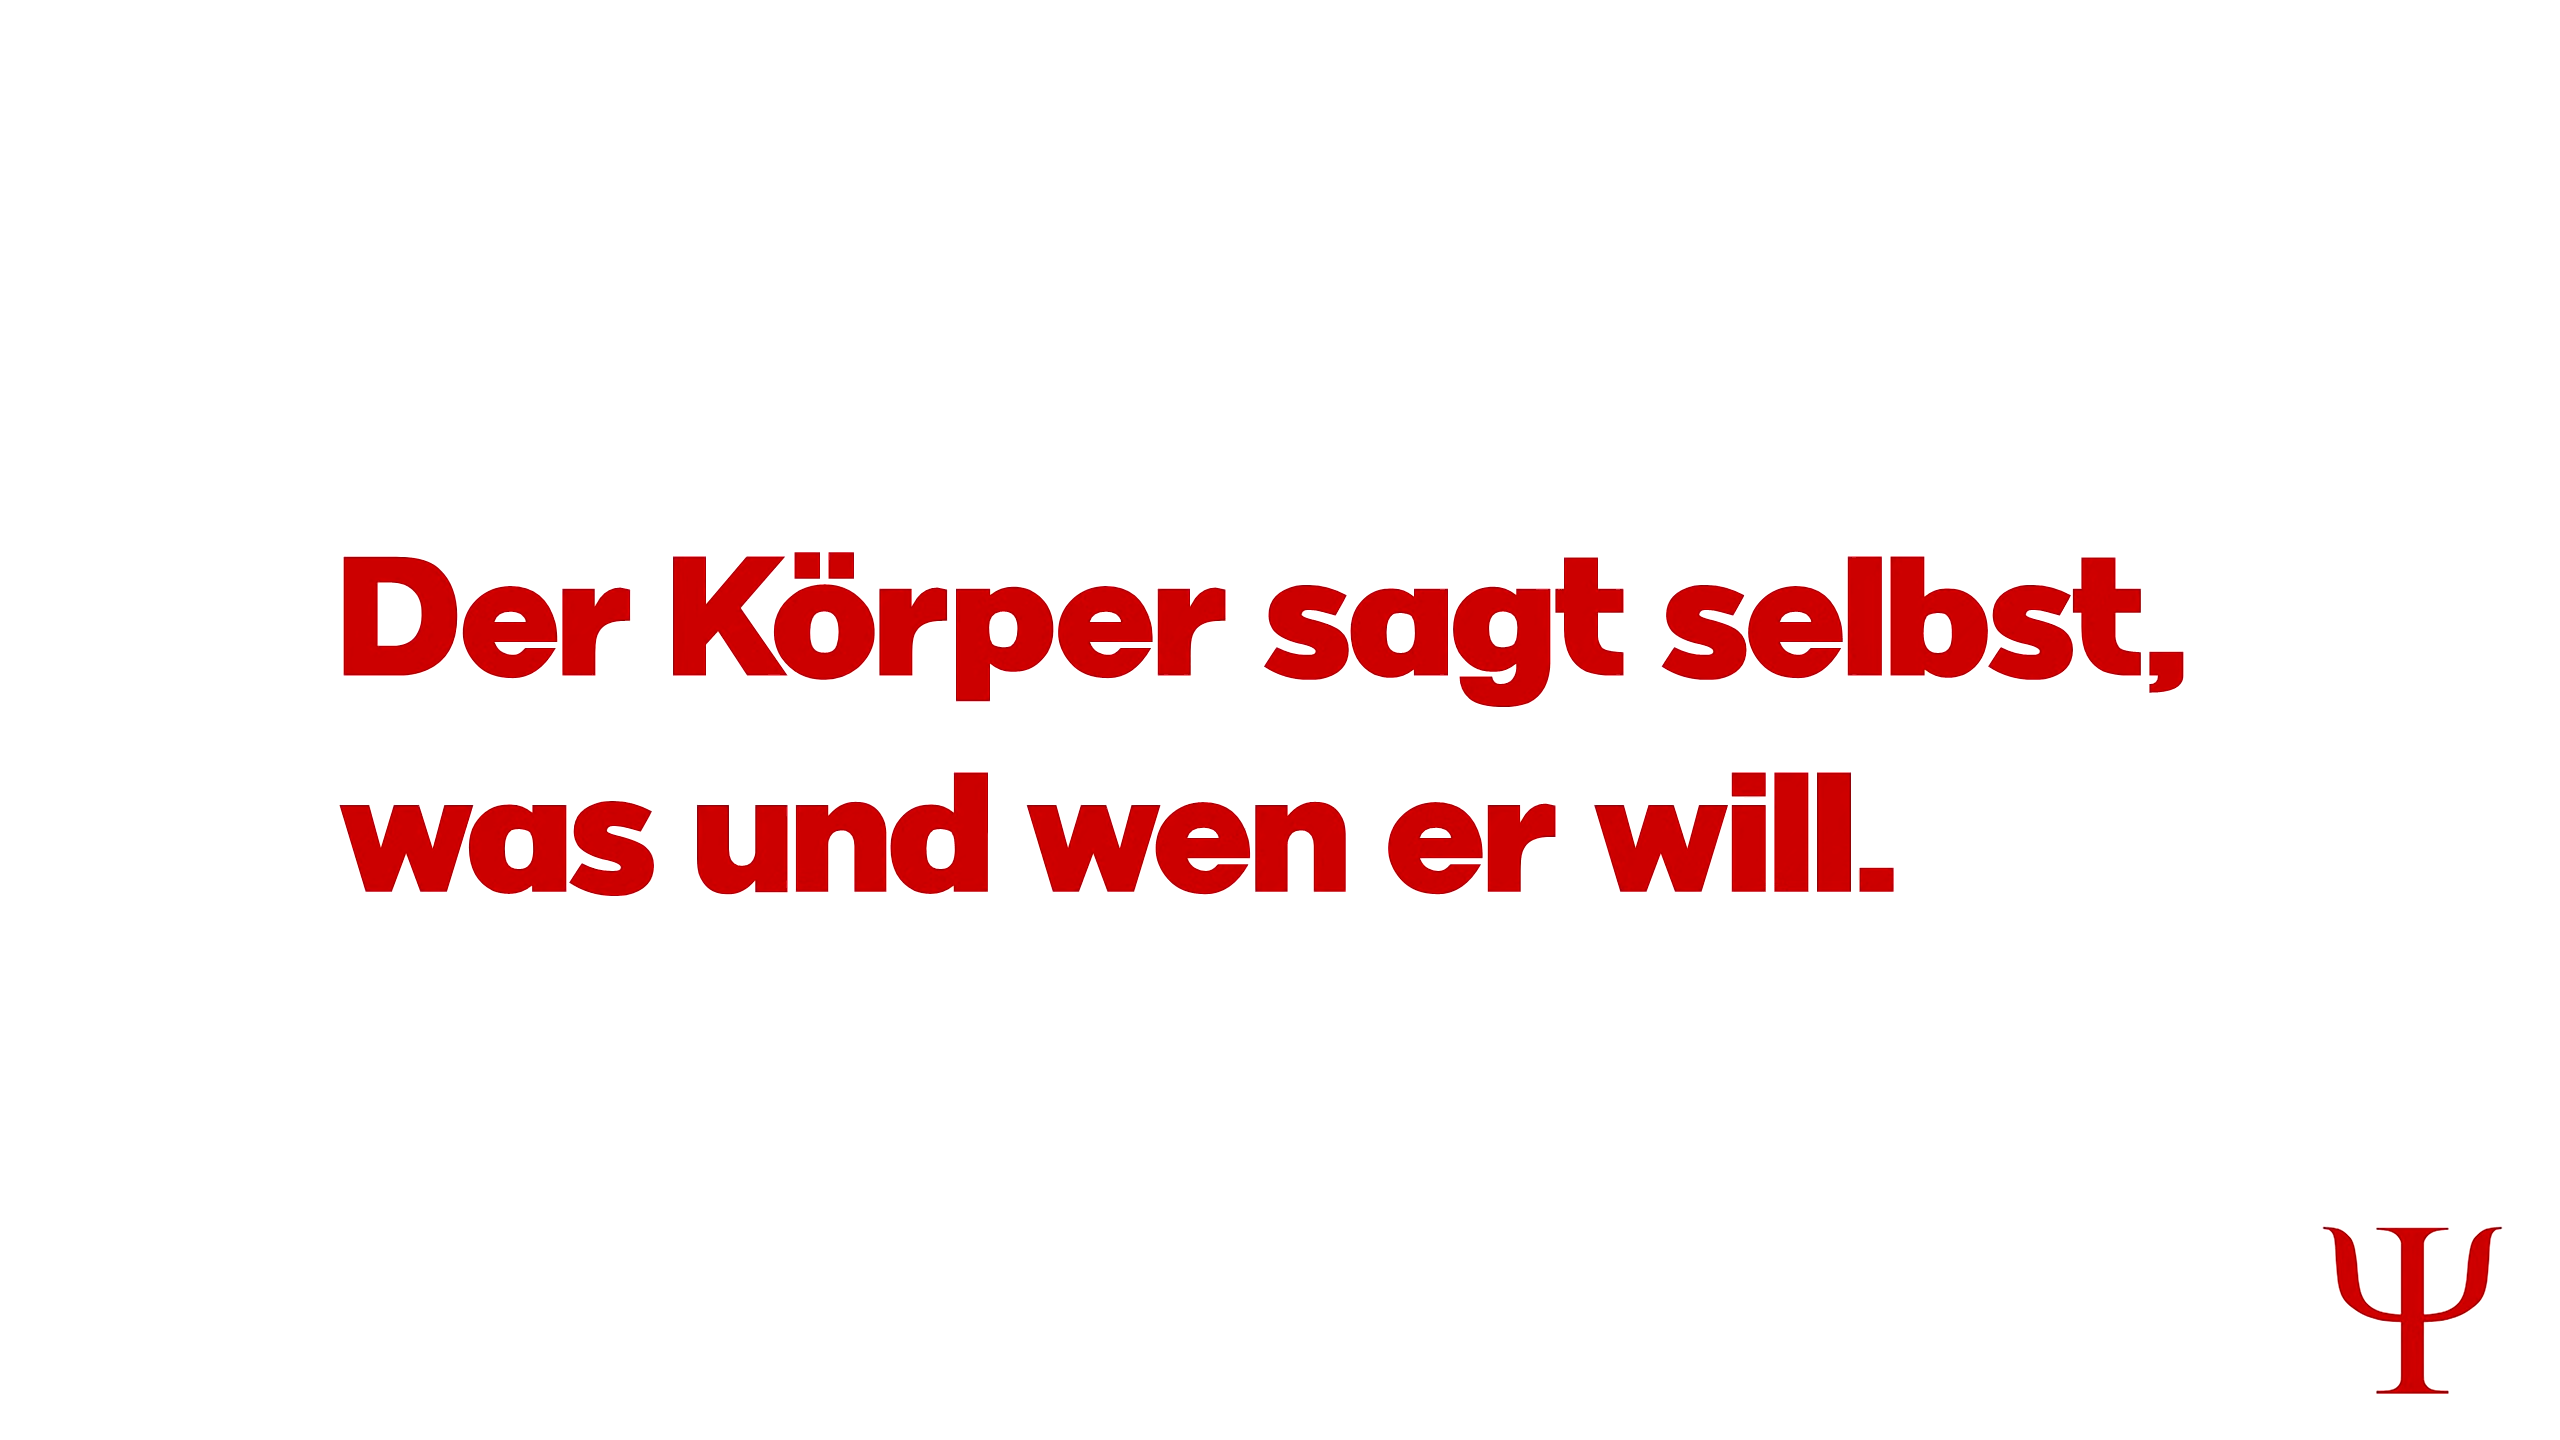 Der Körper sagt selbst,
was und wen er will.
Ψ